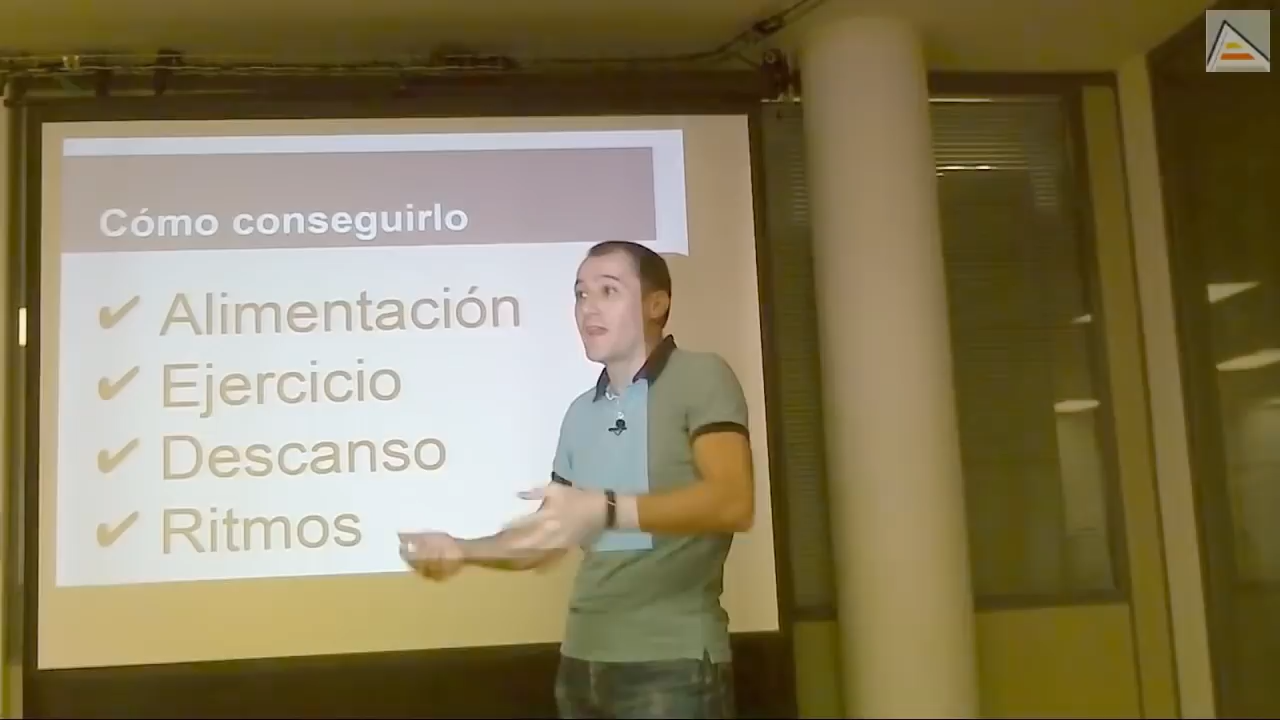 Cómo conseguirlo
✔ Alimentación
✔ Ejercicio
✔ Descanso
✔ Ritmos